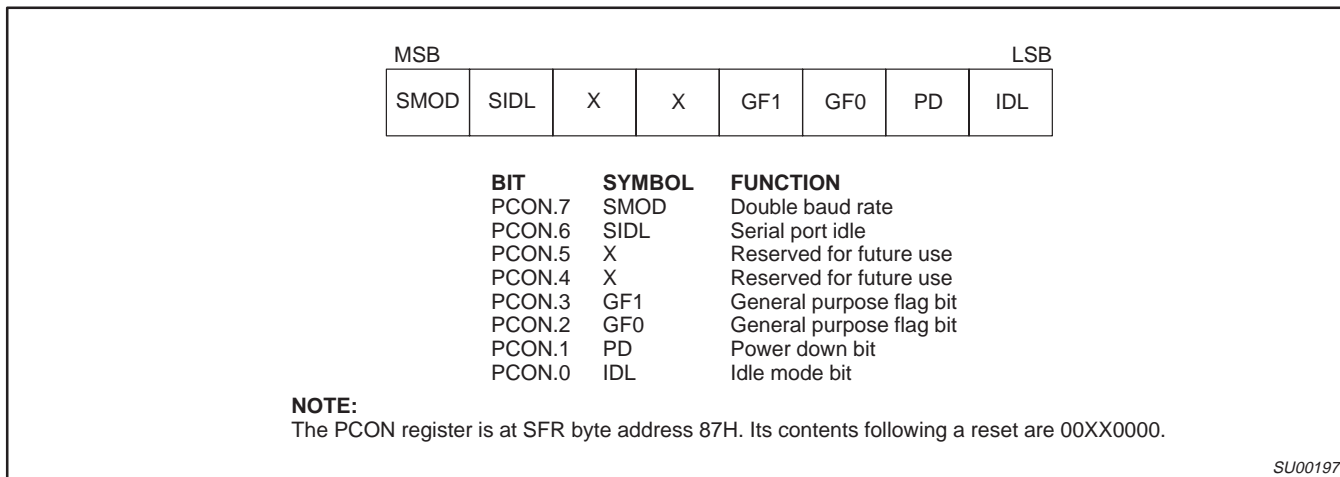 MSB LSB
SMOD SIDL X X GF1 GF0 PD IDL
BIT SYMBOL FUNCTION
PCON.7 SMOD Double baud rate
PCON.6 SIDL Serial port idle
PCON.5 X Reserved for future use
PCON.4 X Reserved for future use
PCON.3 GF1 General purpose flag bit
PCON.2 GF0 General purpose flag bit
PCON.1 PD Power down bit
PCON.0 IDL Idle mode bit
NOTE:
The PCON register is at SFR byte address 87H. Its contents following a reset are 00XX0000.
SU00197